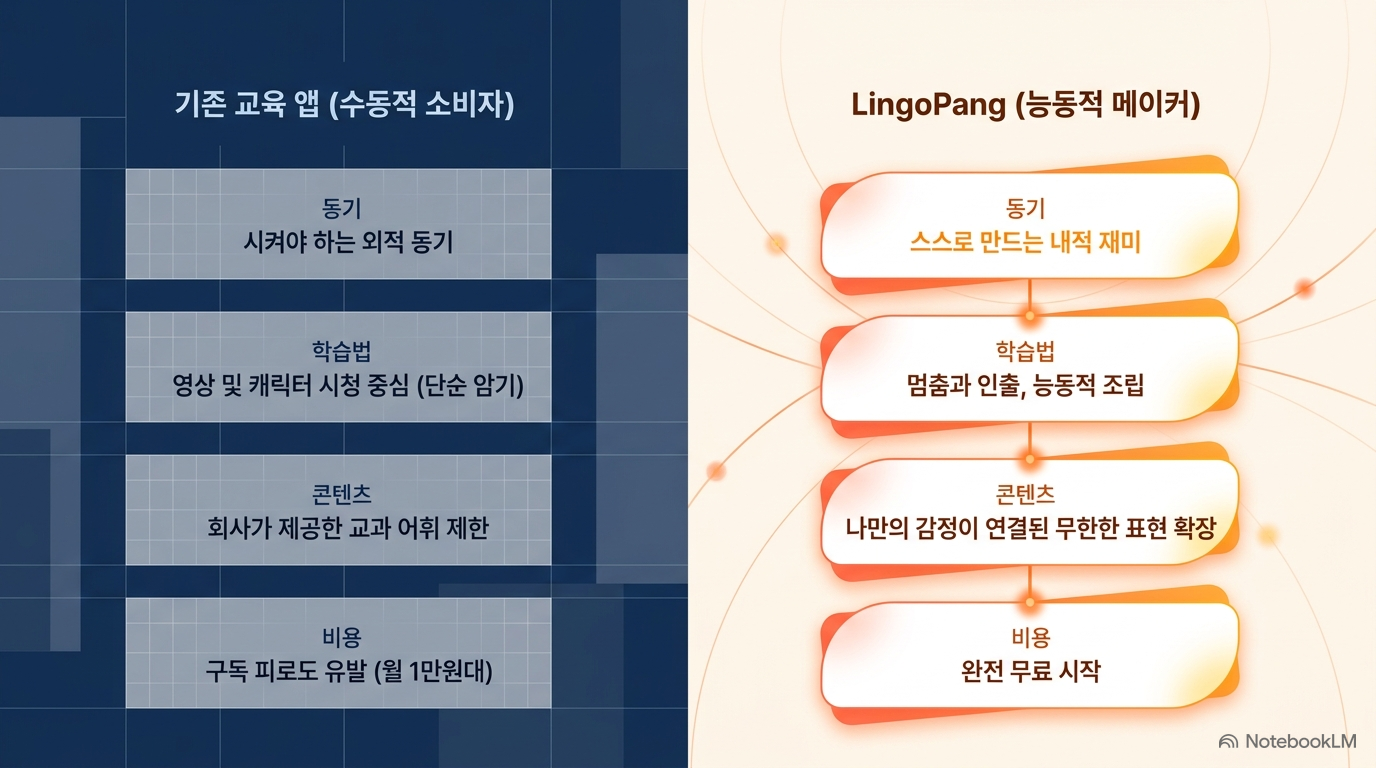 기존 교육 앱 (수동적 소비자)
동기
시켜야 하는 외적 동기
학습법
영상 및 캐릭터 시청 중심 (단순 암기)
콘텐츠
회사가 제공한 교과 어휘 제한
비용
구독 피로도 유발 (월 1만원대)
LingoPang (능동적 메이커)
동기
스스로 만드는 내적 재미
학습법
멈춤과 인출, 능동적 조립
콘텐츠
나만의 감정이 연결된 무한한 표현 확장
비용
완전 무료 시작
NotebookLM